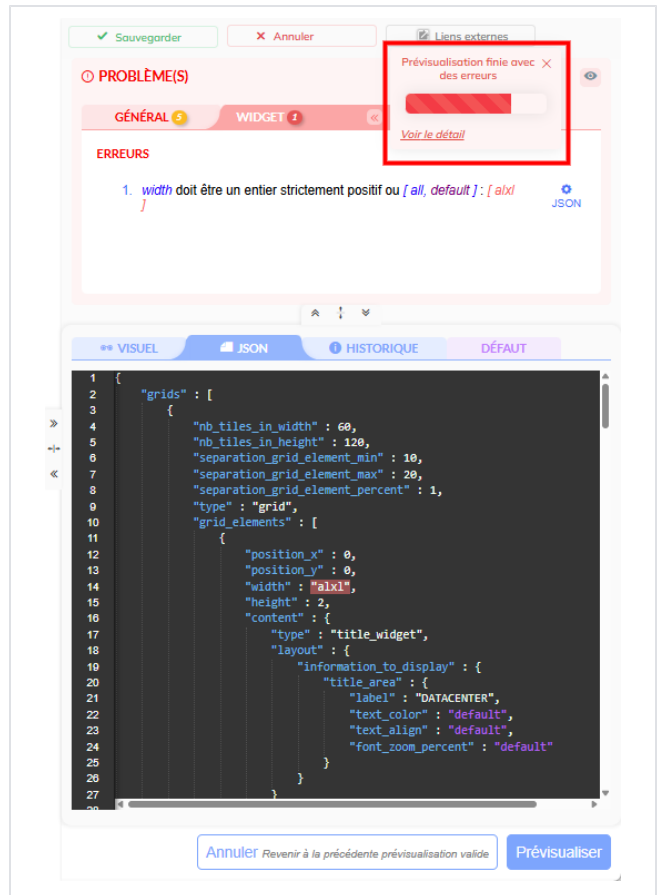 Sauvegarder
Annuler
Liens externes
Prévisualisation finie avec
des erreurs
Voir le détail
PROBLÈME(S)
GÉNÉRAL 5
WIDGET 1
ERREURS
1. width doit être un entier strictement positif ou [ all, default ] : [ alxl
]
JSON
VISUEL
JSON
HISTORIQUE
DÉFAUT
1 {
2 "grids" : [
3 {
4 "nb_tiles_in_width" : 60,
5 "nb_tiles_in_height" : 120,
6 "separation_grid_element_min" : 10,
7 "separation_grid_element_max" : 20,
8 "separation_grid_element_percent" : 1,
9 "type" : "grid",
10 "grid_elements" : [
11 {
12 "position_x" : 0,
13 "position_y" : 0,
14 "width" : "alxl",
15 "height" : 2,
16 "content" : {
17 "type" : "title_widget",
18 "layout" : {
19 "information_to_display" : {
20 "title_area" : {
21 "label" : "DATACENTER",
22 "text_color" : "default",
23 "text_align" : "default",
24 "font_zoom_percent" : "default"
25 }
26 }
27 }
28
Annuler Revenir à la précédente prévisualisation valide
Prévisualiser